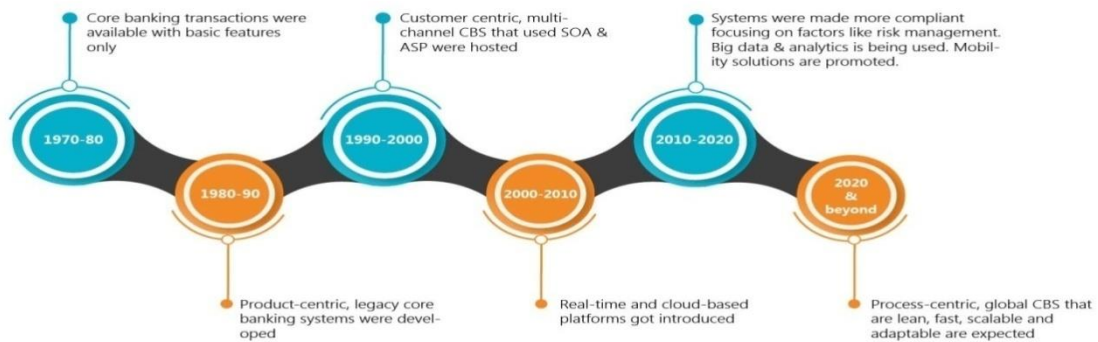 Core banking transactions were
available with basic features
only
Customer centric, multi-
channel CBS that used SOA &
ASP were hosted
Systems were made more compliant
focusing on factors like risk management.
Big data & analytics is being used. Mobil-
ity solutions are promoted.
1970-80
1990-2000
2010-2020
1980-90
2000-2010
2020
&
beyond
Product-centric, legacy core
banking systems were devel-
oped
Real-time and cloud-based
platforms got introduced
Process-centric, global CBS that
are lean, fast, scalable and
adaptable are expected